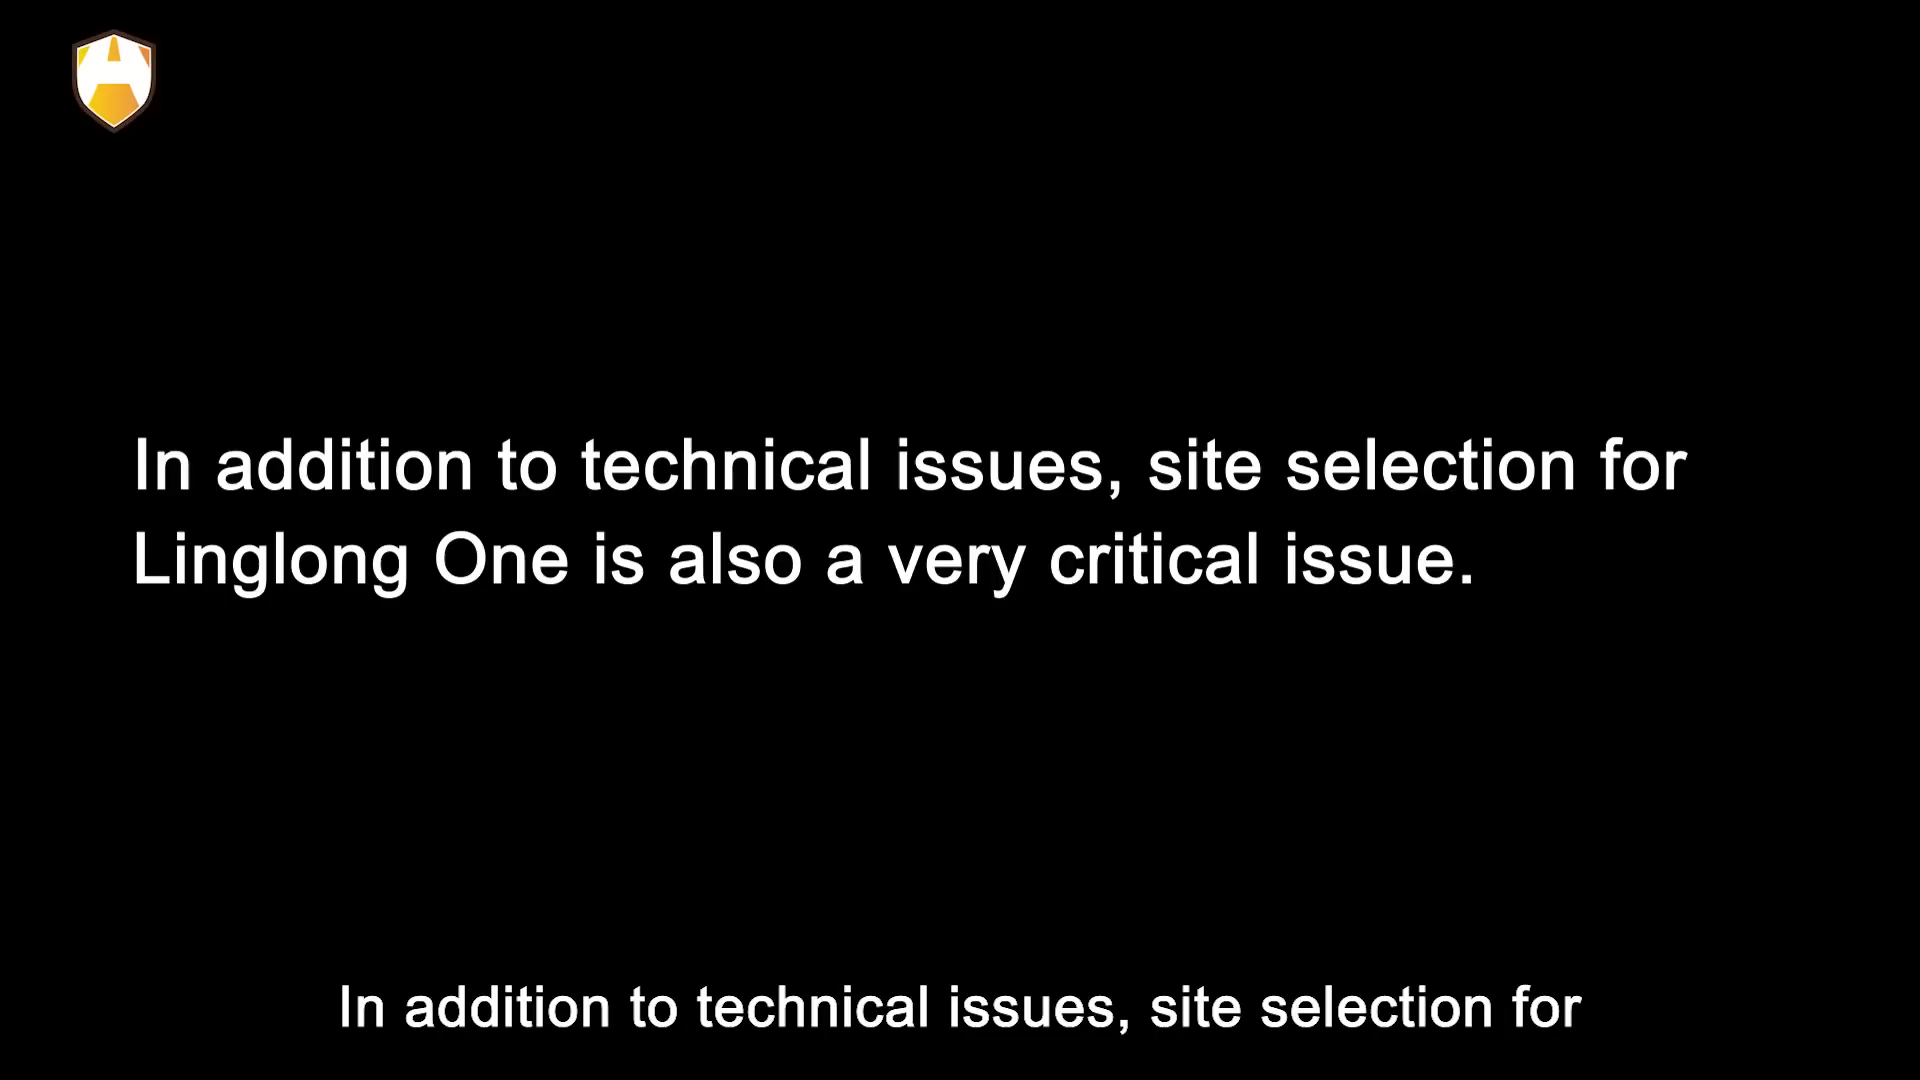 In addition to technical issues, site selection for
Linglong One is also a very critical issue.
In addition to technical issues, site selection for